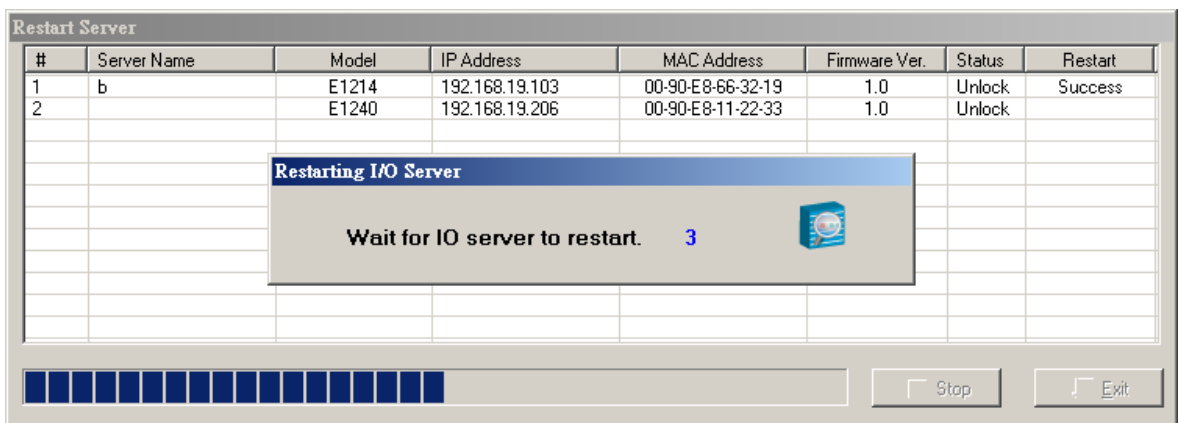 Restart Server
# Server Name Model IP Address MAC Address Firmware Ver. Status Restart
1 b E1214 192.168.19.103 00-90-E8-66-32-19 1.0 Unlock Success
2 E1240 192.168.19.206 00-90-E8-11-22-33 1.0 Unlock
Restarting I/O Server
Wait for IO server to restart. 3
Stop Exit